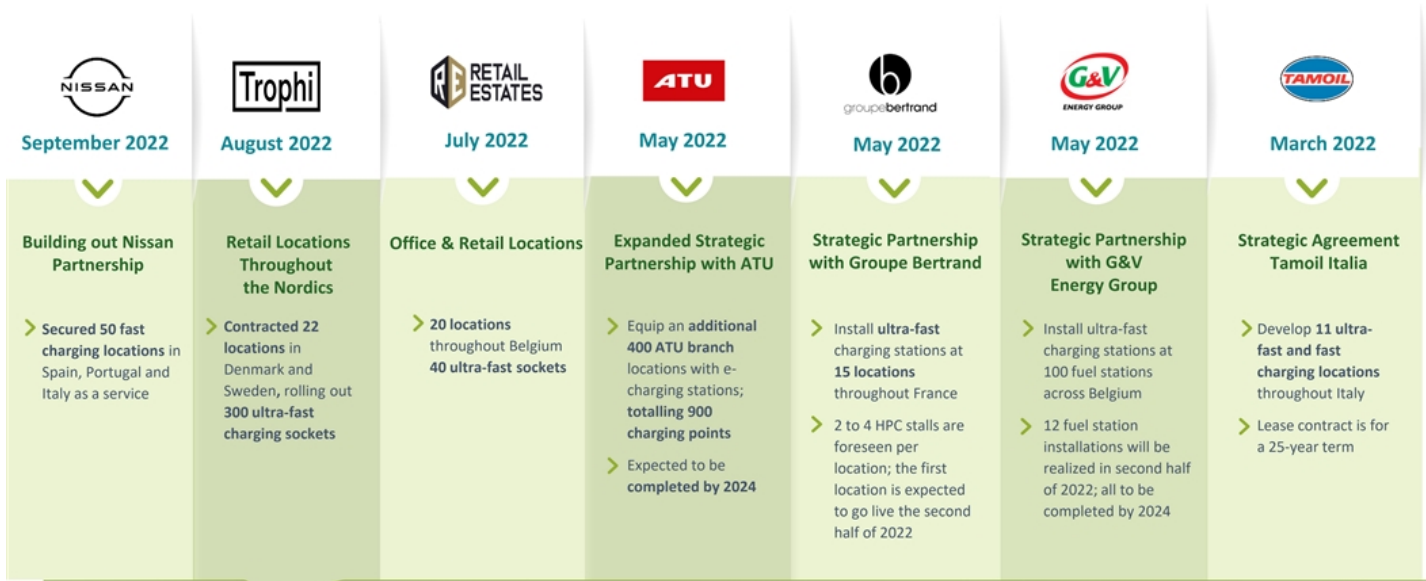 NISSAN
September 2022
Building out Nissan
Partnership
Secured 50 fast
charging locations in
Spain, Portugal and
Italy as a service
Trophi
August 2022
Retail Locations
Throughout
the Nordics
Contracted 22
locations in
Denmark and
Sweden, rolling out
300 ultra-fast
charging sockets
RE RETAIL
ESTATES
July 2022
Office & Retail Locations
20 locations
throughout Belgium
40 ultra-fast sockets
ATU
May 2022
Expanded Strategic
Partnership with ATU
Equip an additional
400 ATU branch
locations with e-
charging stations;
totalling 900
charging points
Expected to be
completed by 2024
b
groupebertrand
May 2022
Strategic Partnership
with Groupe Bertrand
Install ultra-fast
charging stations at
15 locations
throughout France
2 to 4 HPC stalls are
foreseen per
location; the first
location is expected
to go live the second
half of 2022
G&V
ENERGY GROUP
May 2022
Strategic Partnership
with G&V
Energy Group
Install ultra-fast
charging stations at
100 fuel stations
across Belgium
12 fuel station
installations will be
realized in second half
of 2022; all to be
completed by 2024
TAMOIL
March 2022
Strategic Agreement
Tamoil Italia
Develop 11 ultra-
fast and fast
charging locations
throughout Italy
Lease contract is for
a 25-year term